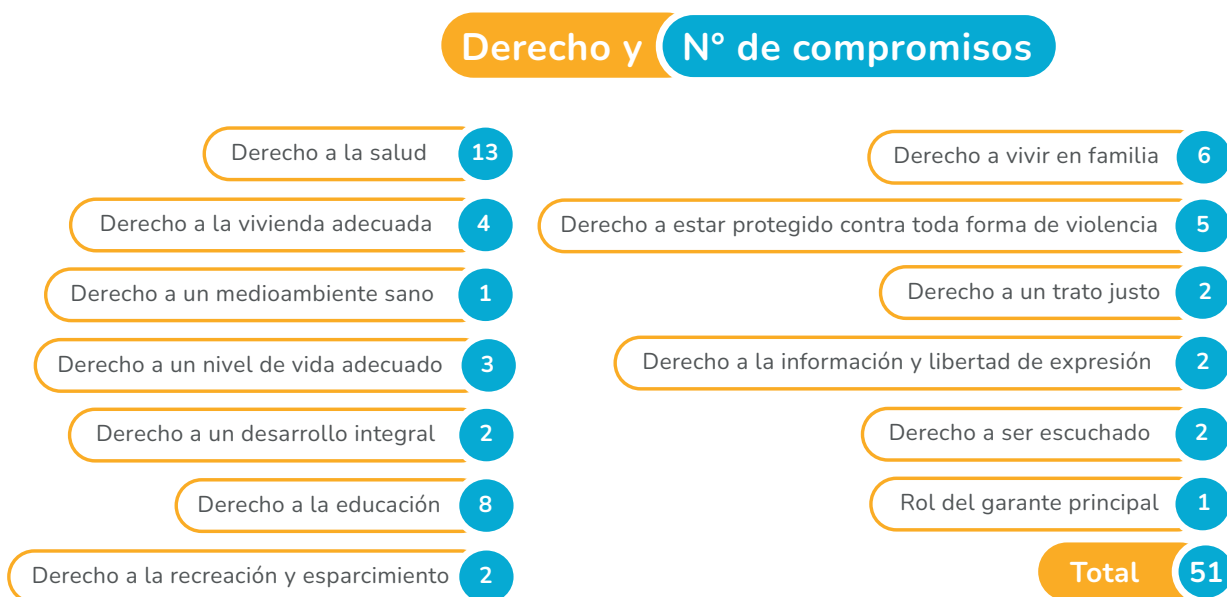 Derecho y N° de compromisos
Derecho a la salud 13
Derecho a la vivienda adecuada 4
Derecho a un medioambiente sano 1
Derecho a un nivel de vida adecuado 3
Derecho a un desarrollo integral 2
Derecho a la educación 8
Derecho a la recreación y esparcimiento 2
Derecho a vivir en familia 6
Derecho a estar protegido contra toda forma de violencia 5
Derecho a un trato justo 2
Derecho a la información y libertad de expresión 2
Derecho a ser escuchado 2
Rol del garante principal 1
Total 51